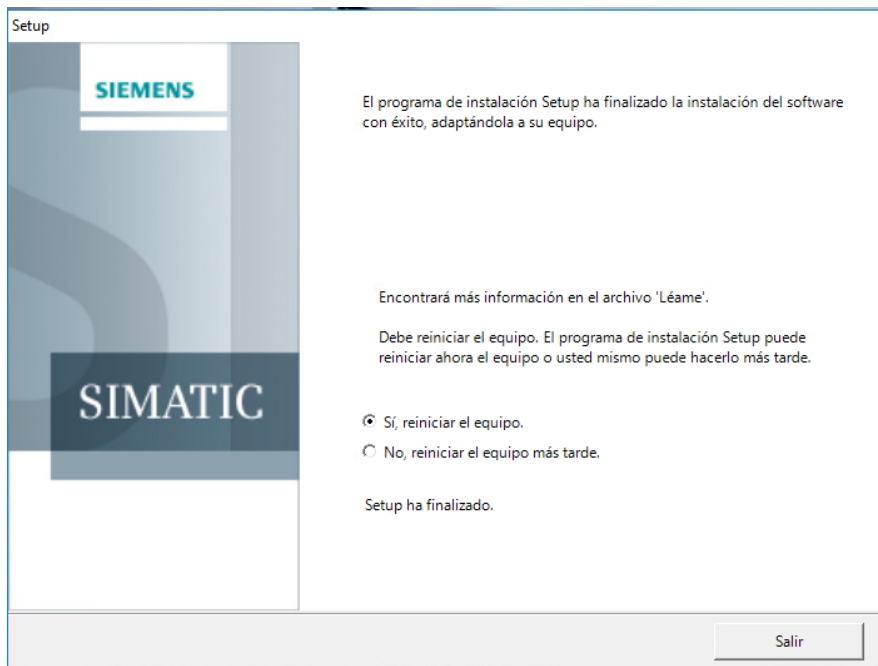 Setup
SIEMENS
El programa de instalación Setup ha finalizado la instalación del software
con éxito, adaptándola a su equipo.
Encontrará más información en el archivo 'Léame'.
Debe reiniciar el equipo. El programa de instalación Setup puede
reiniciar ahora el equipo o usted mismo puede hacerlo más tarde.
SIMATIC
Sí, reiniciar el equipo.
No, reiniciar el equipo más tarde.
Setup ha finalizado.
Salir